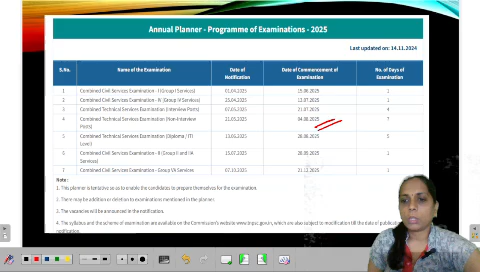 Annual Planner - Programme of Examinations - 2025
Last updated on: 14.11.2024
S.No. Name of the Examination Date of Notification Date of Commencement of Examination No. of Days of Examination
1 Combined Civil Services Examination - I (Group I Services) 01.04.2025 15.06.2025 1
2 Combined Civil Services Examination - IV (Group IV Services) 25.04.2025 13.07.2025 1
3 Combined Technical Services Examination (Interview Posts) 07.05.2025 21.07.2025 4
4 Combined Technical Services Examination (Non-Interview Posts) 21.05.2025 04.08.2025 7
5 Combined Technical Services Examination (Diploma / ITI Level) 13.06.2025 5
6 Combined Civil Services Examination - II (Group II and IIA Services) 15.07.2025 28.09.2025 1
7 Combined Civil Services Examination - Group VA Services 07.10.2025 21.12.2025 1
Note :
1. This planner is tentative so as to enable the candidates to prepare themselves for the examination.
2. There may be addition or deletion to examinations mentioned in the planner.
3. The vacancies will be announced in the notification.
4. The syllabus and the scheme of examination are available on the Commission's website www.tnpsc.gov.in, which are also subject to modification till the date of
notification.